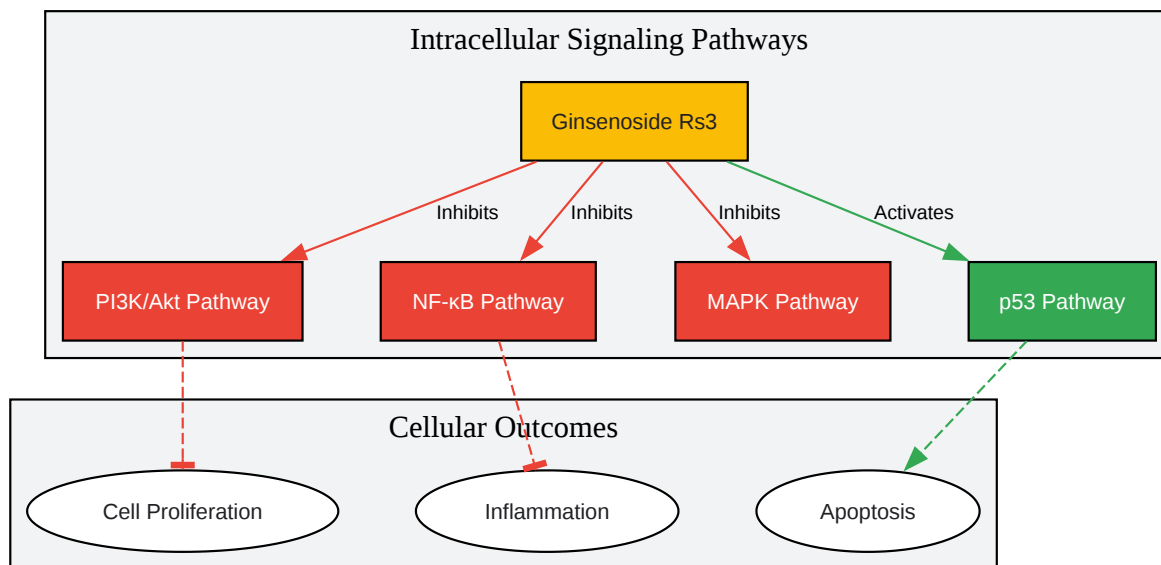 Intracellular Signaling Pathways
Ginsenoside Rs3
Inhibits
Inhibits
Inhibits
Activates
PI3K/Akt Pathway
NF-κB Pathway
MAPK Pathway
p53 Pathway
Cellular Outcomes
Cell Proliferation
Inflammation
Apoptosis